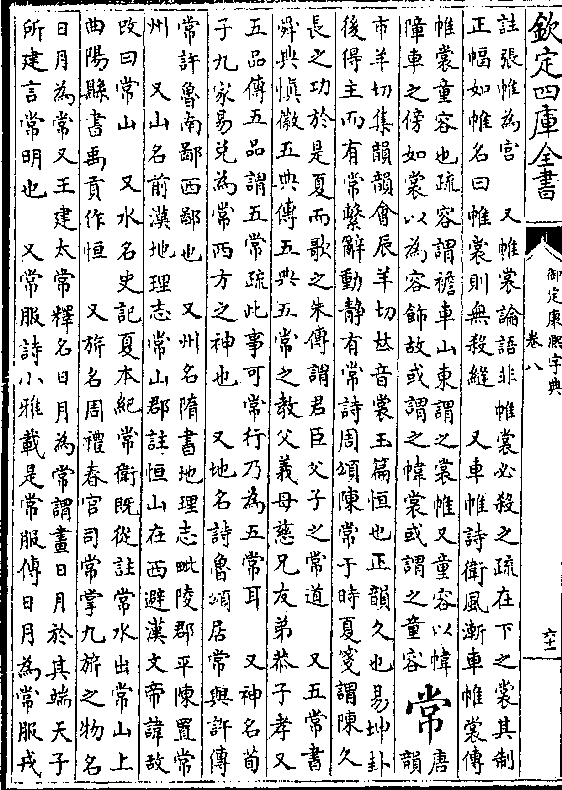 欽定四庫全書
御定康熙字典
卷八
六二
註張帷為宫　又帷裳論語非帷裳必殺之疏在下之裳其制
正幅如帷名曰帷裳則無殺縫　又車帷詩衛風漸車帷裳傳
帷裳童容也疏容謂襜車山東謂之裳帷又童容以幃
障車之傍如裳以為容飾故或謂之幃裳或謂之童容
常
唐韻
市羊切集韻韻會辰羊切𠀤音裳玉篇恒也正韻久也易坤卦
後得主而有常繫辭動静有常詩周頌陳常于時夏箋謂陳久
長之功於是夏而歌之朱傳謂君臣父子之常道　又五常書
舜典慎徽五典傳五典五常之教父義母慈兄友弟恭子孝又
五品傳五品謂五常疏此事可常行乃為五常耳　又神名荀
子九家易兑為常西方之神也　又地名詩魯頌居常與許傳
常許魯南鄙西鄙也　又州名隋書地理志毗陵郡平陳置常
州　又山名前漢地理志常山郡註恒山在西避漢文帝諱故
改曰常山　又水名史記夏本紀常衛既從註常水出常山上
曲陽縣書禹貢作恒　又旂名周禮春官司常掌九旂之物名
日月為常又王建太常釋名日月為常謂畫日月於其端天子
所建言常明也　又常服詩小雅載是常服傳日月為常服戎